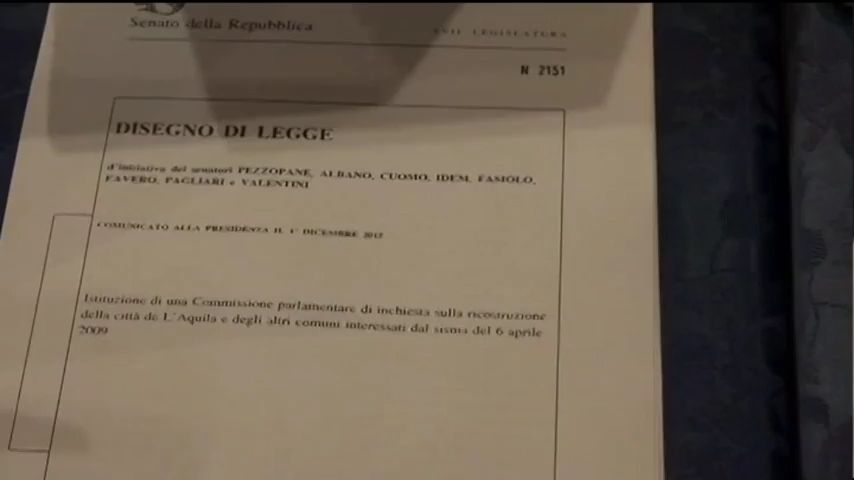 Senato della Repubblica
XVII LEGISLATURA
N 2151
DISEGNO DI LEGGE
d'iniziativa dei senatori PEZZOPANE, ALBANO, CUOMO, IDEM, FASIOLO,
FAVERO, PAGLIARI e VALENTINI
COMUNICATO ALLA PRESIDENZA IL 1° DICEMBRE 2015
Istituzione di una Commissione parlamentare di inchiesta sulla ricostruzione
della città de L'Aquila e degli altri comuni interessati dal sisma del 6 aprile
2009